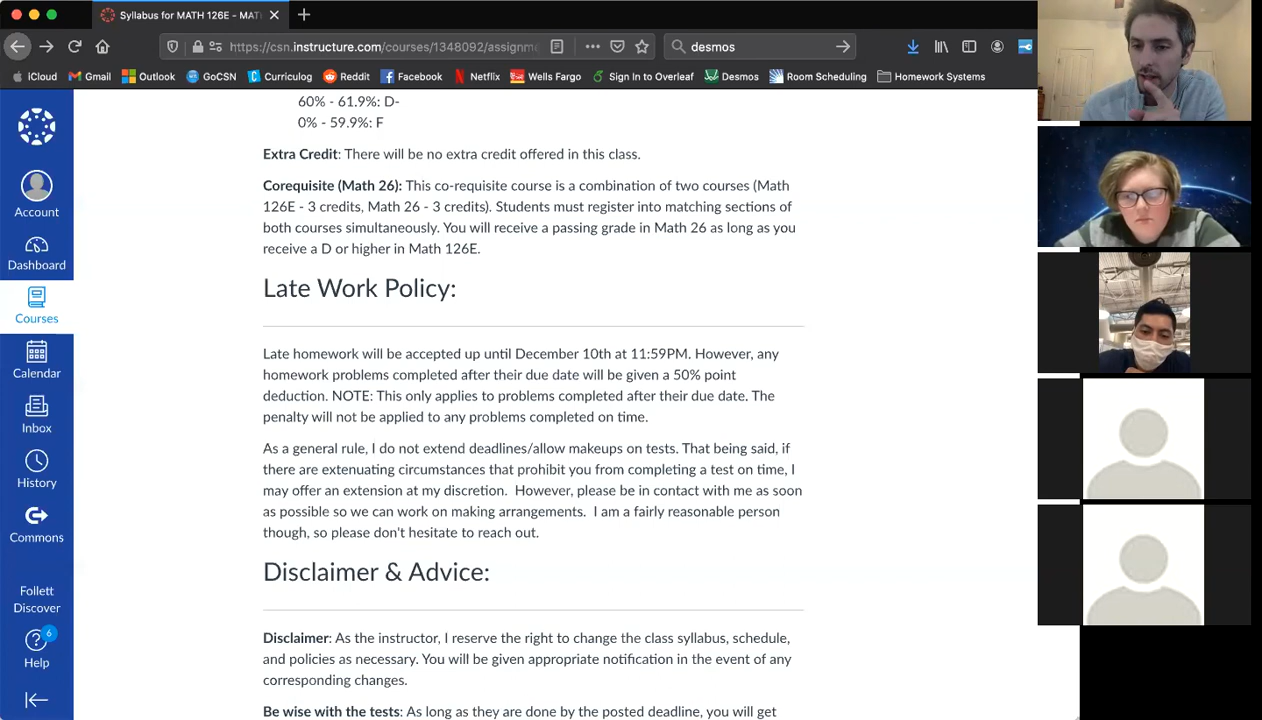 Syllabus for MATH 126E - MAT
https://csn.instructure.com/courses/1348092/assignme
desmos
iCloud
Gmail
Outlook
GoCSN
Curriculog
Reddit
Facebook
Netflix
Wells Fargo
Sign In to Overleaf
Desmos
Room Scheduling
Homework Systems
Account
Dashboard
Courses
Calendar
Inbox
History
Commons
Follett
Discover
6
Help
60% - 61.9%: D-
0% - 59.9%: F
Extra Credit: There will be no extra credit offered in this class.
Corequisite (Math 26): This co-requisite course is a combination of two courses (Math
126E - 3 credits, Math 26 - 3 credits). Students must register into matching sections of
both courses simultaneously. You will receive a passing grade in Math 26 as long as you
receive a D or higher in Math 126E.
Late Work Policy:
Late homework will be accepted up until December 10th at 11:59PM. However, any
homework problems completed after their due date will be given a 50% point
deduction. NOTE: This only applies to problems completed after their due date. The
penalty will not be applied to any problems completed on time.
As a general rule, I do not extend deadlines/allow makeups on tests. That being said, if
there are extenuating circumstances that prohibit you from completing a test on time, I
may offer an extension at my discretion. However, please be in contact with me as soon
as possible so we can work on making arrangements. I am a fairly reasonable person
though, so please don't hesitate to reach out.
Disclaimer & Advice:
Disclaimer: As the instructor, I reserve the right to change the class syllabus, schedule,
and policies as necessary. You will be given appropriate notification in the event of any
corresponding changes.
Be wise with the tests: As long as they are done by the posted deadline, you will get